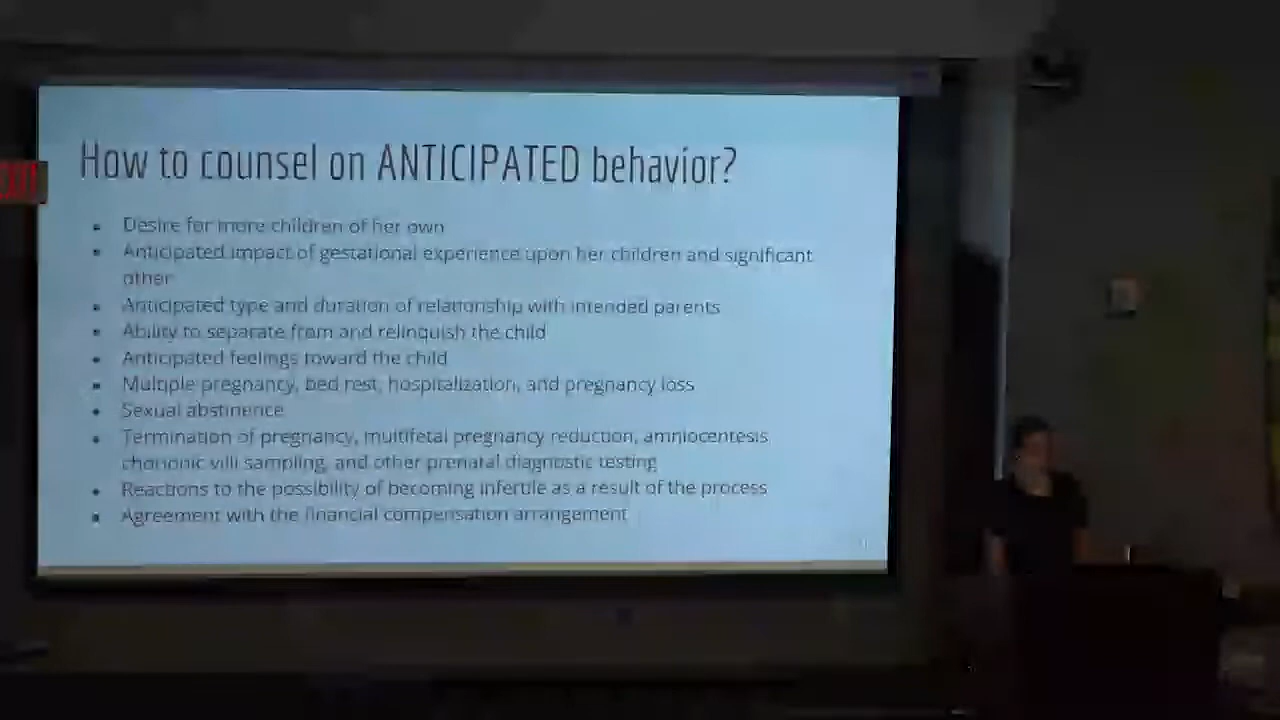 How to counsel on ANTICIPATED behavior?
Desire for more children of her own
Anticipated impact of gestational experience upon her children and significant
other
Anticipated type and duration of relationship with intended parents
Ability to separate from and relinquish the child
Anticipated feelings toward the child
Multiple pregnancy, bed rest, hospitalization, and pregnancy loss
Sexual abstinence
Termination of pregnancy, multifetal pregnancy reduction, amniocentesis
chorionic villi sampling, and other prenatal diagnostic testing
Reactions to the possibility of becoming infertile as a result of the process
Agreement with the financial compensation arrangement